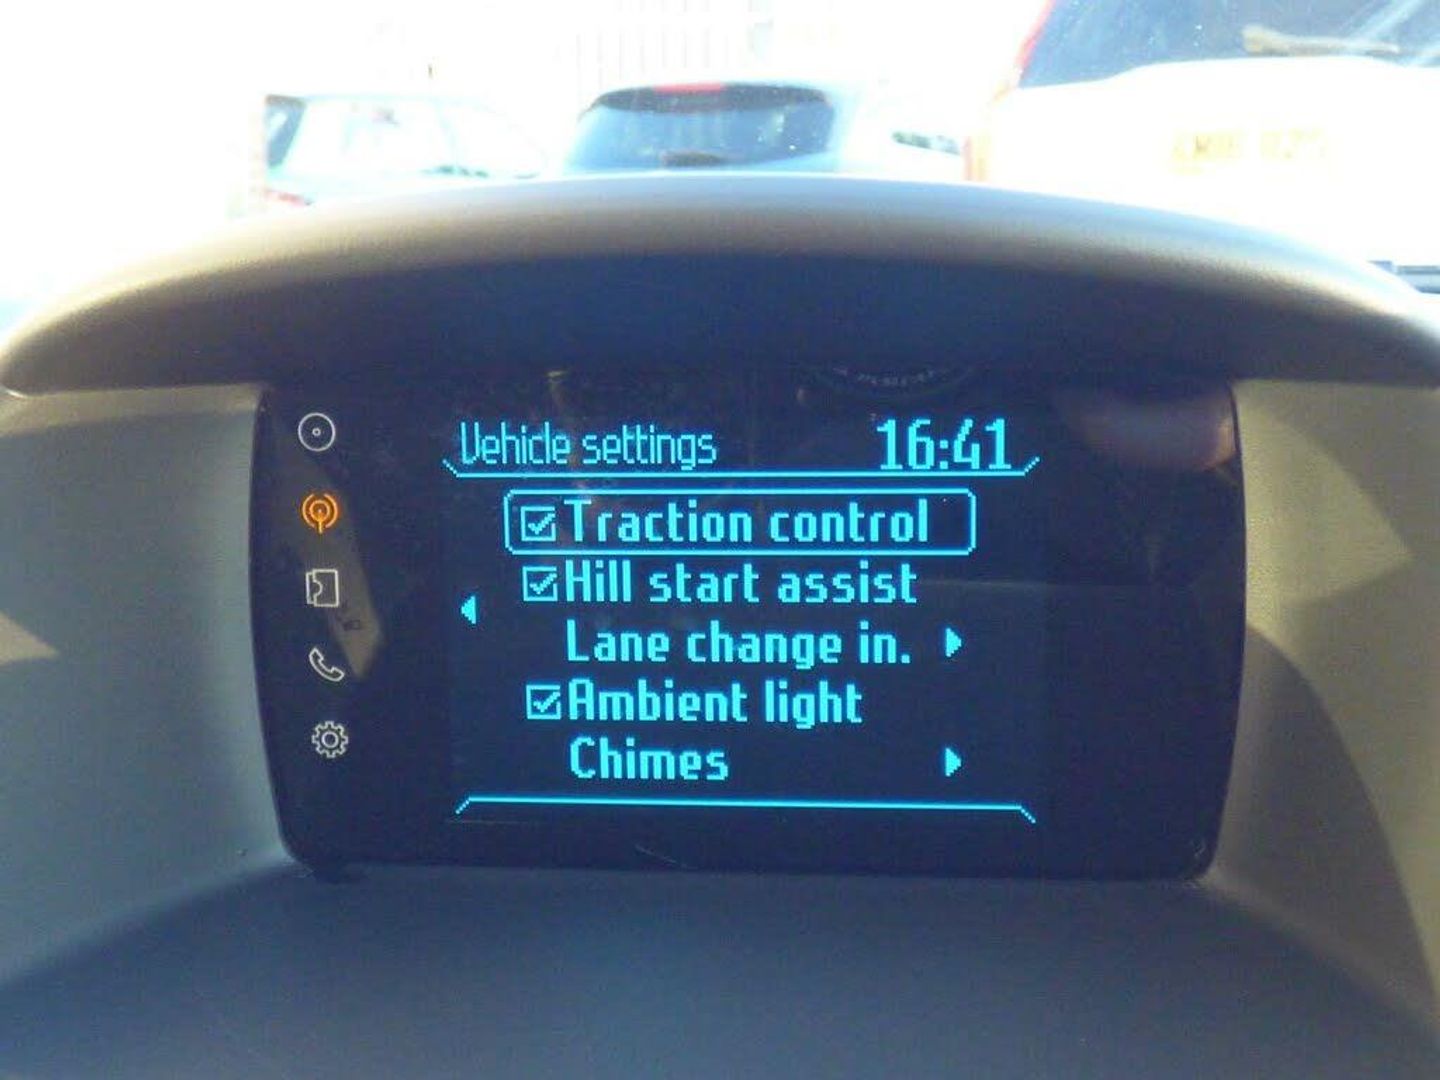 Vehicle settings 16:41
Traction control
Hill start assist
Lane change in.
Ambient light
Chimes